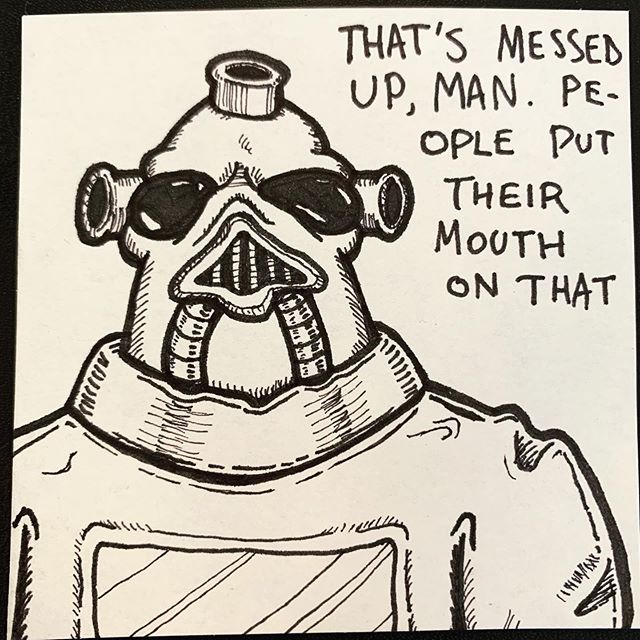 THAT'S MESSED
UP, MAN. PE-
OPLE PUT
THEIR
MOUTH
ON THAT